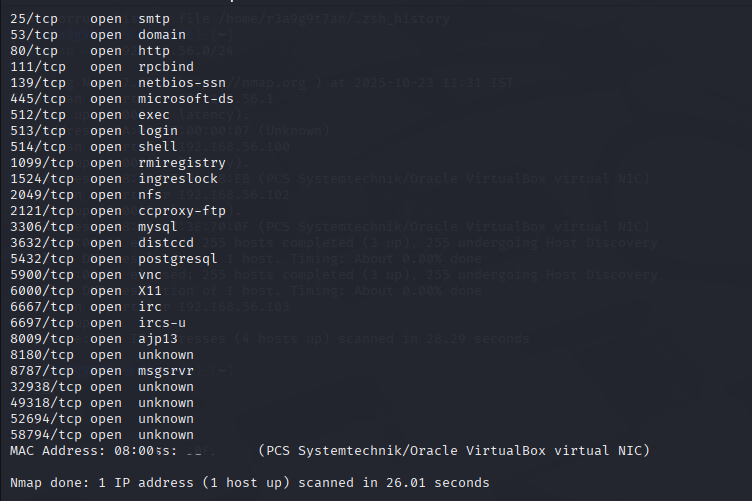 25/tcp open smtp
53/tcp open domain
80/tcp open http
111/tcp open rpcbind
139/tcp open netbios-ssn
445/tcp open microsoft-ds
512/tcp open exec
513/tcp open login
514/tcp open shell
1099/tcp open rmiregistry
1524/tcp open ingreslock
2049/tcp open nfs
2121/tcp open ccproxy-ftp
3306/tcp open mysql
3632/tcp open distccd
5432/tcp open postgresql
5900/tcp open vnc
6000/tcp open X11
6667/tcp open irc
6697/tcp open ircs-u
8009/tcp open ajp13
8180/tcp open unknown
8787/tcp open msgsrvr
32938/tcp open unknown
49318/tcp open unknown
52694/tcp open unknown
58794/tcp open unknown
MAC Address: (PCS Systemtechnik/Oracle VirtualBox virtual NIC)
Nmap done: 1 IP address (1 host up) scanned in 26.01 seconds